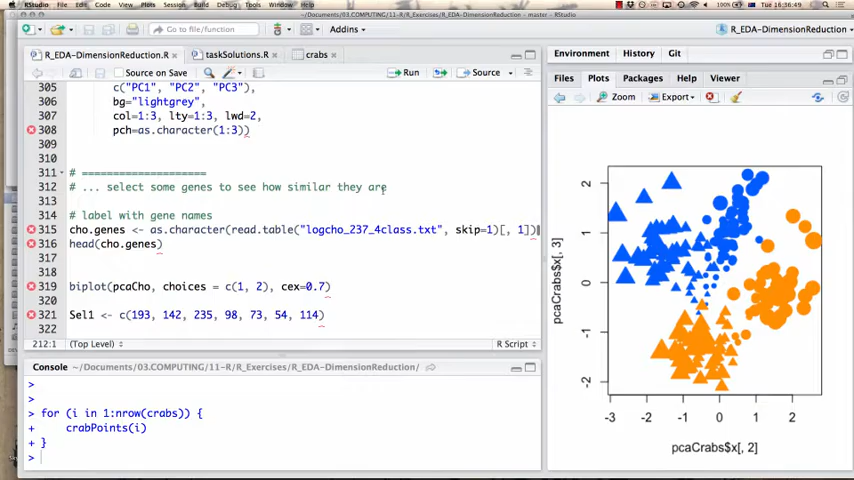 RStudio File Edit Code View Plots Session Build Debug Tools Window Help 100% Tue 16:36:49
~/Documents/03.COMPUTING/11-R/R_Exercises/R_EDA-DimensionReduction - master - RStudio
Go to file/function Addins R_EDA-DimensionReduction
R_EDA-DimensionReduction.R taskSolutions.R crabs
Source on Save Run Source
305 c("PC1", "PC2", "PC3"),
306 bg="lightgrey",
307 col=1:3, lty=1:3, lwd=2,
308 pch=as.character(1:3))
309
310
311 # ====================
312 # ... select some genes to see how similar they are
313
314 # label with gene names
315 cho.genes <- as.character(read.table("logcho_237_4class.txt", skip=1)[, 1])
316 head(cho.genes)
317
318
319 biplot(pcaCho, choices = c(1, 2), cex=0.7)
320
321 Sel1 <- c(193, 142, 235, 98, 73, 54, 114)
322
212:1 (Top Level) R Script
Console ~/Documents/03.COMPUTING/11-R/R_Exercises/R_EDA-DimensionReduction/
>
>
> for (i in 1:nrow(crabs)) {
+ crabPoints(i)
+ }
>
Environment History Git
Files Plots Packages Help Viewer
Zoom Export
pcaCrabs$x[, 3]
2
1
0
-1
-2
-3 -2 -1 0 1 2
pcaCrabs$x[, 2]